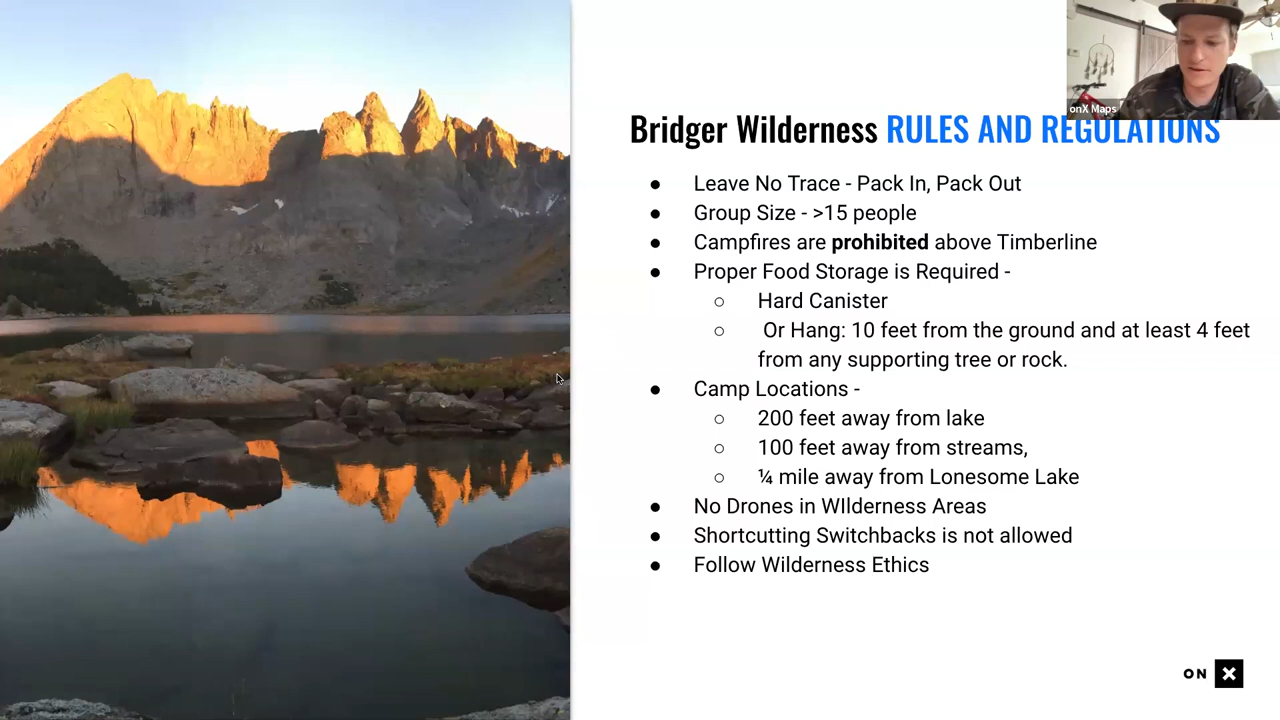 onX Maps
Bridger Wilderness RULES AND REGULATIONS
● Leave No Trace - Pack In, Pack Out
● Group Size - >15 people
● Campfires are prohibited above Timberline
● Proper Food Storage is Required -
○ Hard Canister
○ Or Hang: 10 feet from the ground and at least 4 feet
from any supporting tree or rock.
● Camp Locations -
○ 200 feet away from lake
○ 100 feet away from streams,
○ ¼ mile away from Lonesome Lake
● No Drones in WIlderness Areas
● Shortcutting Switchbacks is not allowed
● Follow Wilderness Ethics
ON X